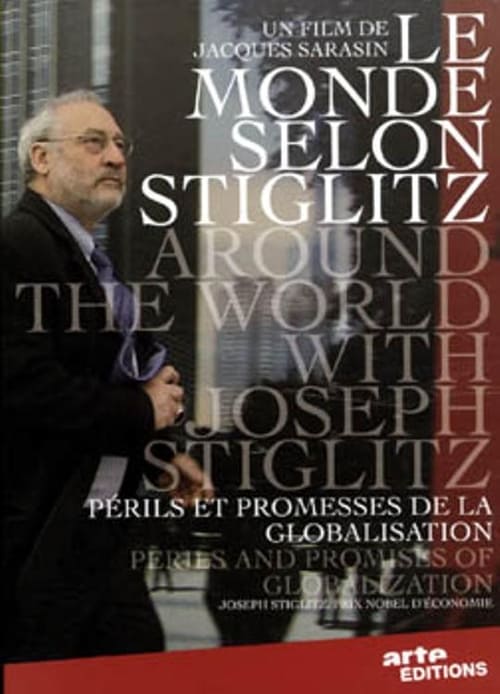 UN FILM DE
JACQUES SARASIN
LE
MONDE
SELON
STIGLITZ
AROUND
THE WORLD
WITH
JOSEPH
STIGLITZ
PÉRILS ET PROMESSES DE LA
GLOBALISATION
PERILS AND PROMISES OF
GLOBALIZATION
JOSEPH STIGLITZ, PRIX NOBEL D'ÉCONOMIE
arte
ÉDITIONS